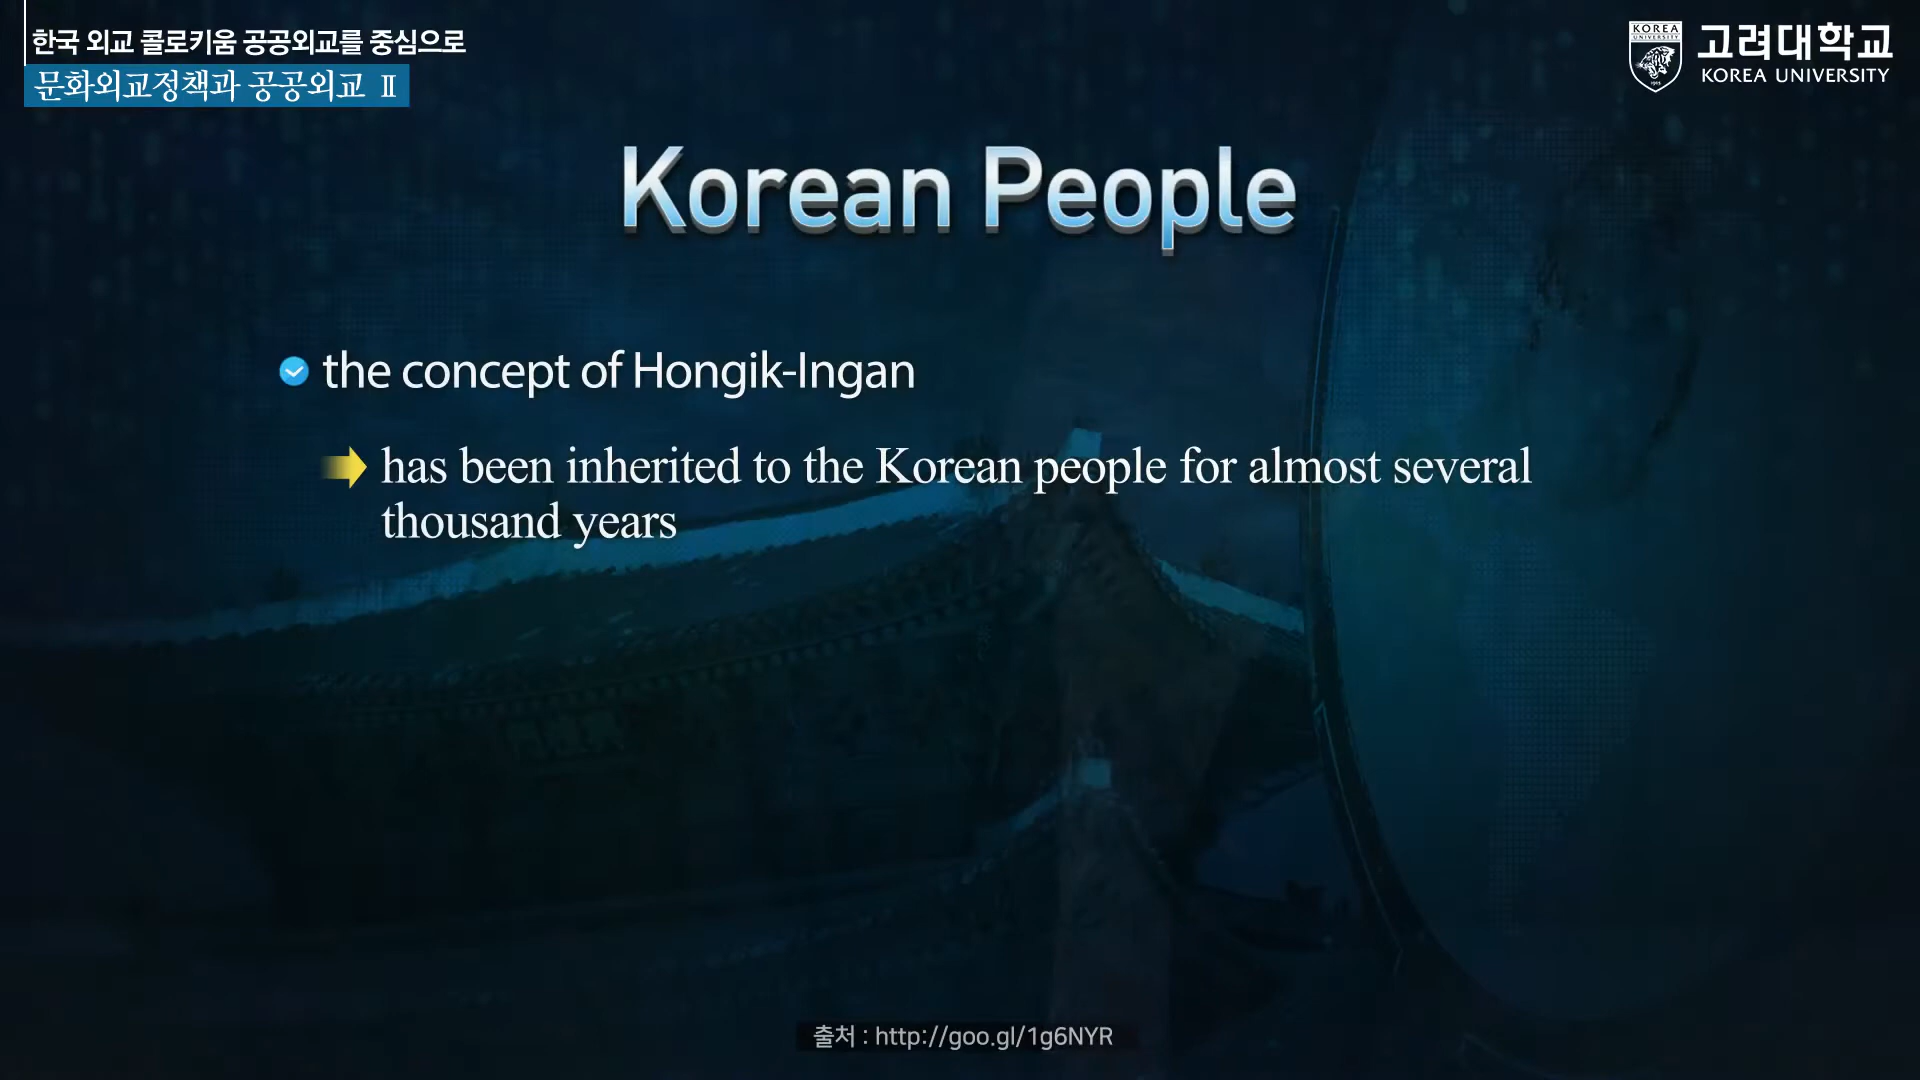 한국 외교 콜로키움 공공외교를 중심으로
문화외교정책과 공공외교 Ⅱ
KOREA
UNIVERSITY
1905
고려대학교
KOREA UNIVERSITY
Korean People
the concept of Hongik-Ingan
has been inherited to the Korean people for almost several
thousand years
출처 : http://goo.gl/1g6NYR